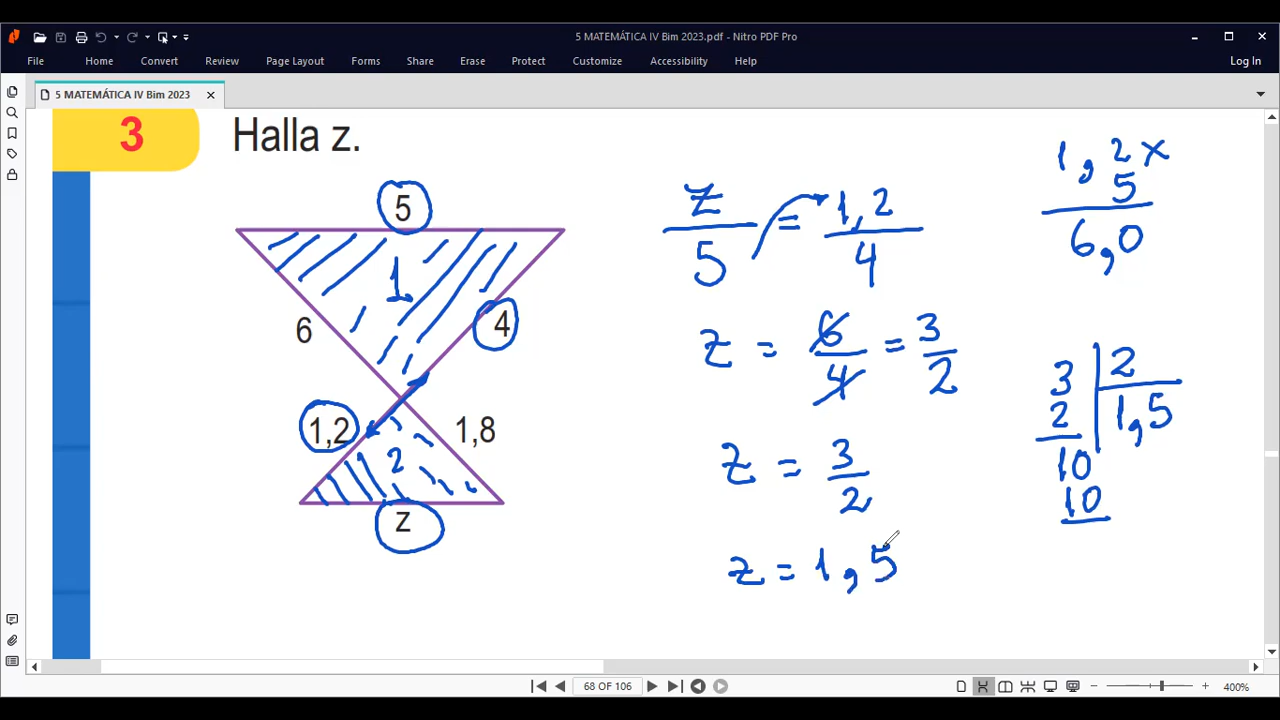 5 MATEMÁTICA IV Bim 2023.pdf - Nitro PDF Pro
File Home Convert Review Page Layout Forms Share Erase Protect Customize Accessibility Help Log In
5 MATEMÁTICA IV Bim 2023
3 Halla z.
5
1.
6
4
1,2
1,8
2
z
z/5 = 1,2/4
z = 6/4 = 3/2
z = 3/2
z = 1,5
1,2 x
5
6,0
3 2
2 1,5
10
10
68 OF 106
400%